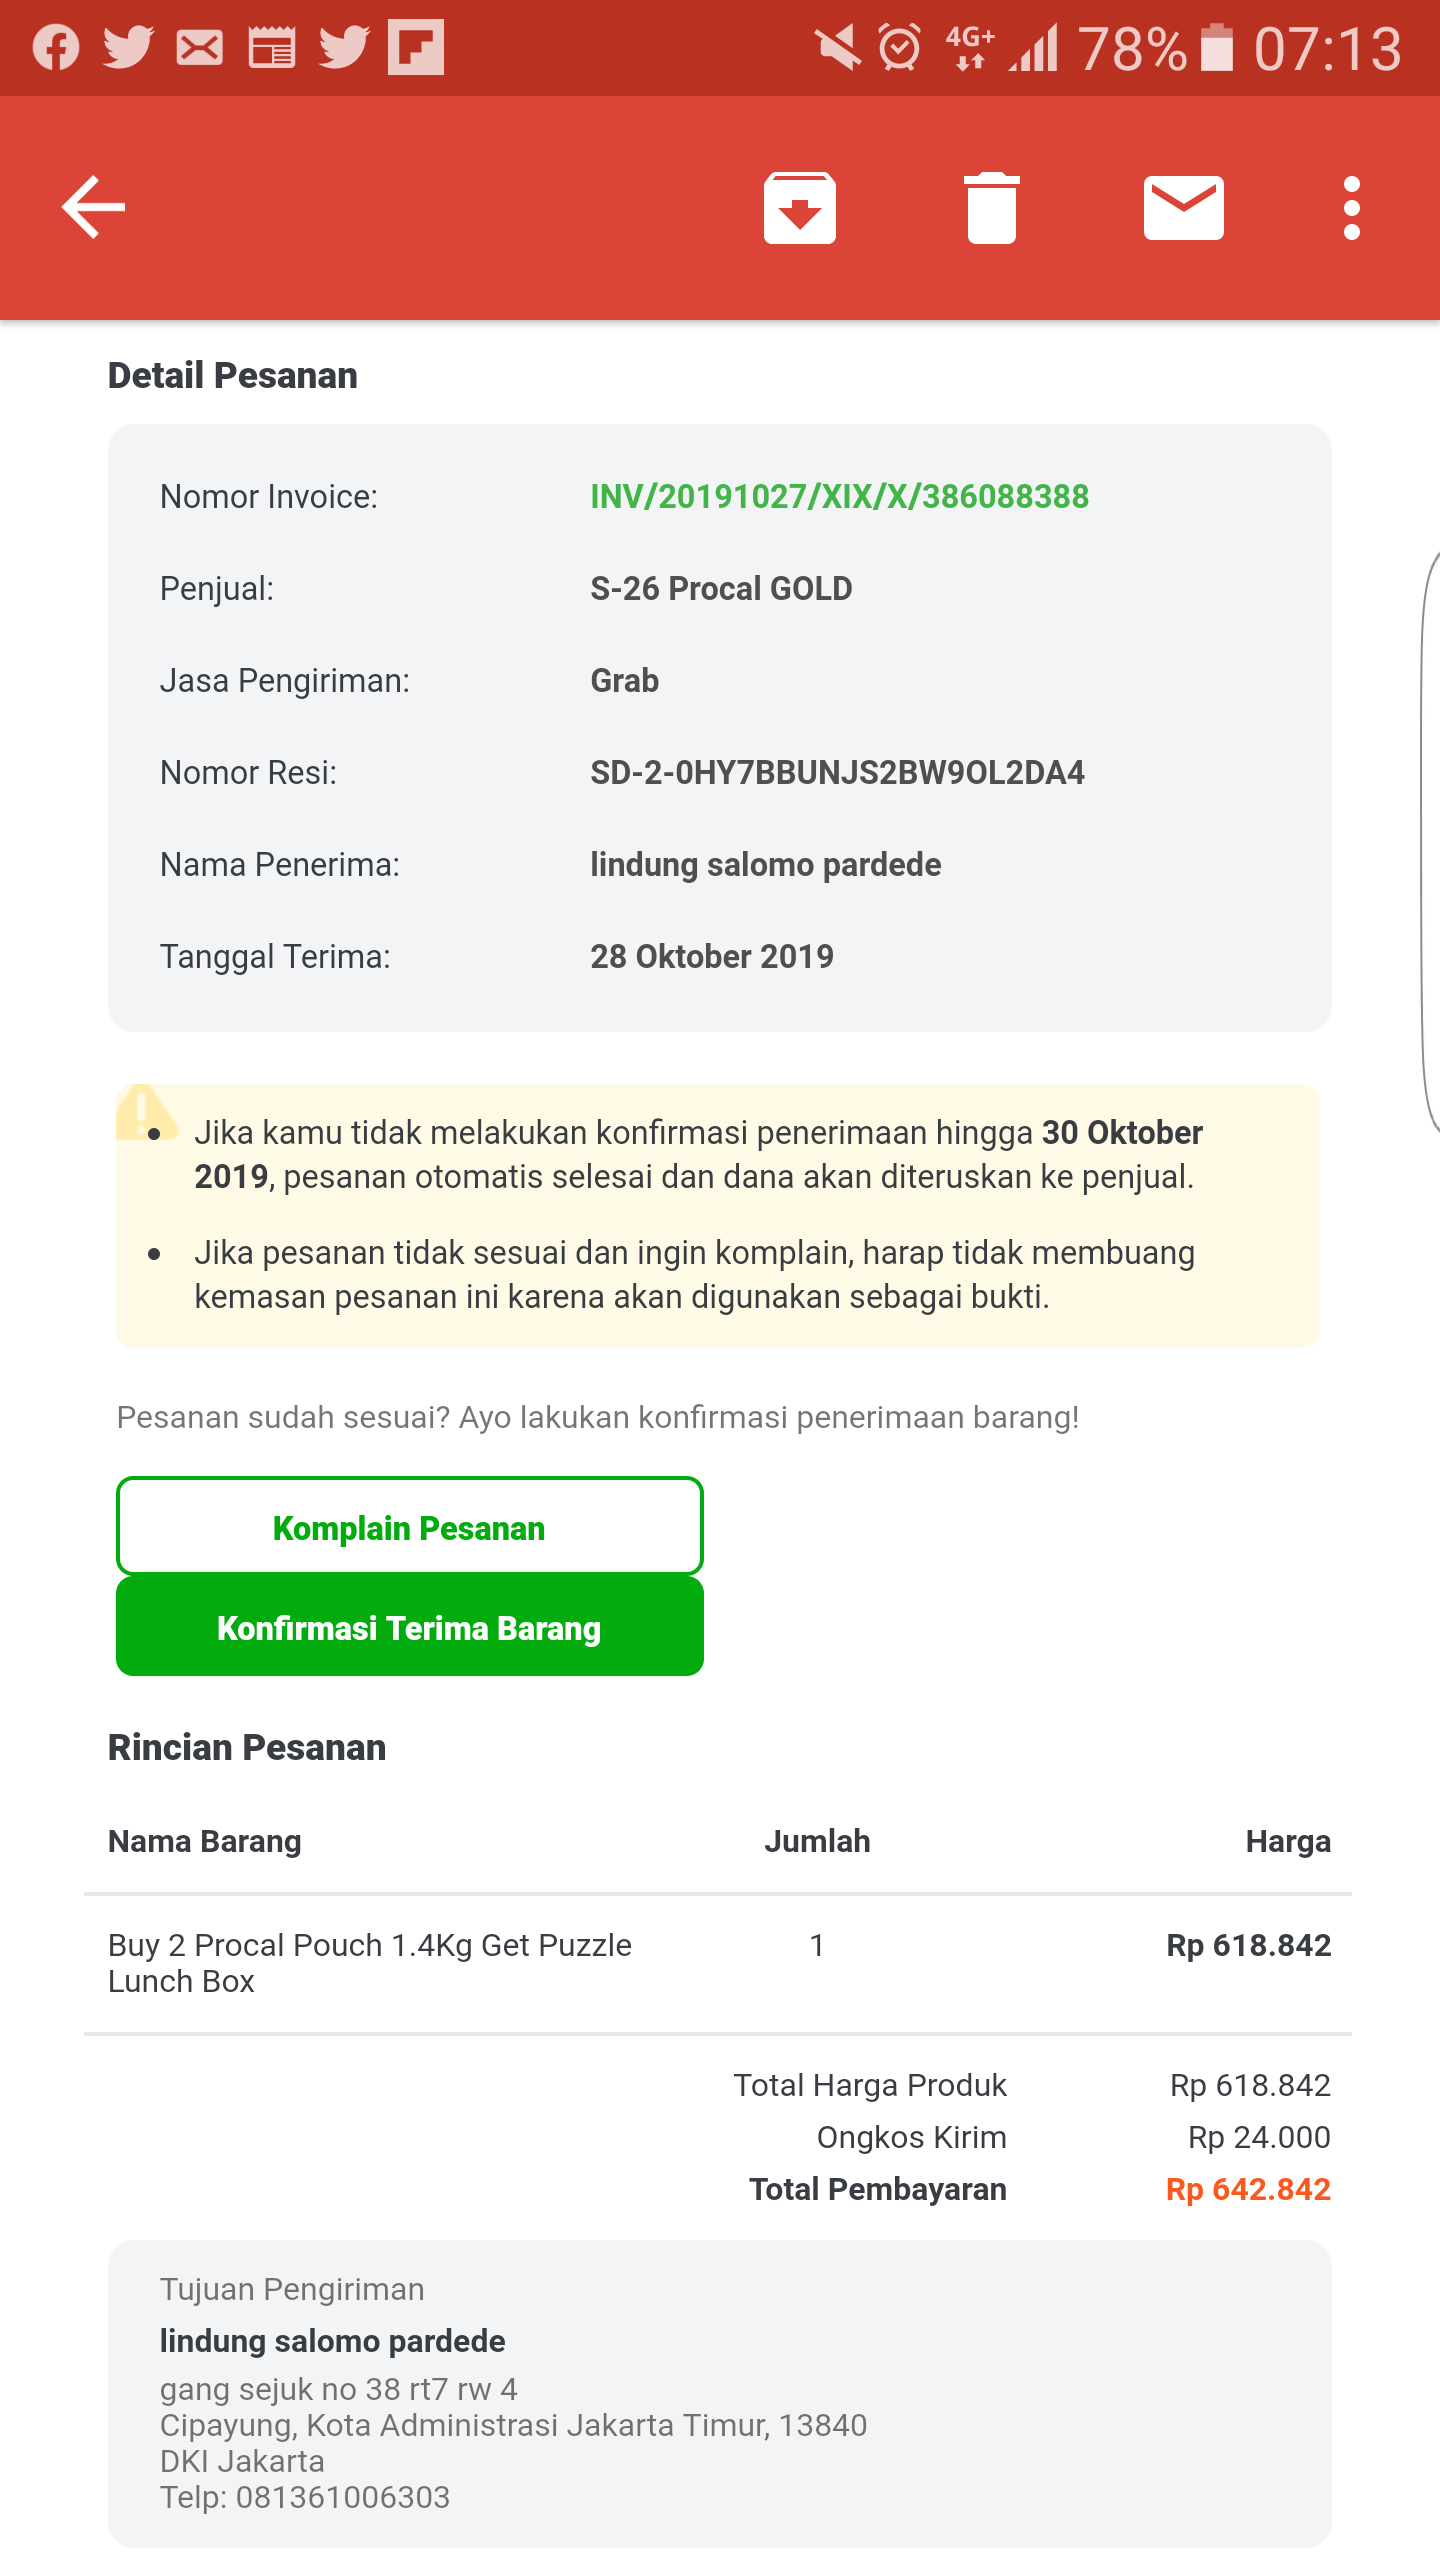 4G+ 78% 07:13
Detail Pesanan
Nomor Invoice: INV/20191027/XIX/X/386088388
Penjual: S-26 Procal GOLD
Jasa Pengiriman: Grab
Nomor Resi: SD-2-0HY7BBUNJS2BW9OL2DA4
Nama Penerima: lindung salomo pardede
Tanggal Terima: 28 Oktober 2019
• Jika kamu tidak melakukan konfirmasi penerimaan hingga 30 Oktober
2019, pesanan otomatis selesai dan dana akan diteruskan ke penjual.
• Jika pesanan tidak sesuai dan ingin komplain, harap tidak membuang
kemasan pesanan ini karena akan digunakan sebagai bukti.
Pesanan sudah sesuai? Ayo lakukan konfirmasi penerimaan barang!
Komplain Pesanan
Konfirmasi Terima Barang
Rincian Pesanan
Nama Barang Jumlah Harga
Buy 2 Procal Pouch 1.4Kg Get Puzzle 1 Rp 618.842
Lunch Box
Total Harga Produk Rp 618.842
Ongkos Kirim Rp 24.000
Total Pembayaran Rp 642.842
Tujuan Pengiriman
lindung salomo pardede
gang sejuk no 38 rt7 rw 4
Cipayung, Kota Administrasi Jakarta Timur, 13840
DKI Jakarta
Telp: 081361006303